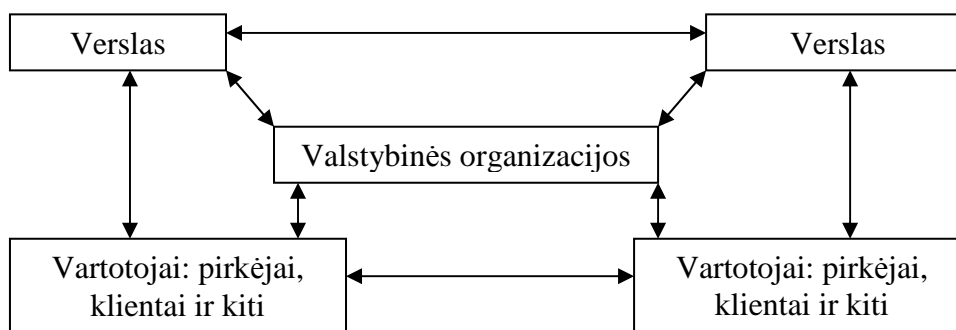 Verslas
Verslas
Valstybinės organizacijos
Vartotojai: pirkėjai,
klientai ir kiti
Vartotojai: pirkėjai,
klientai ir kiti